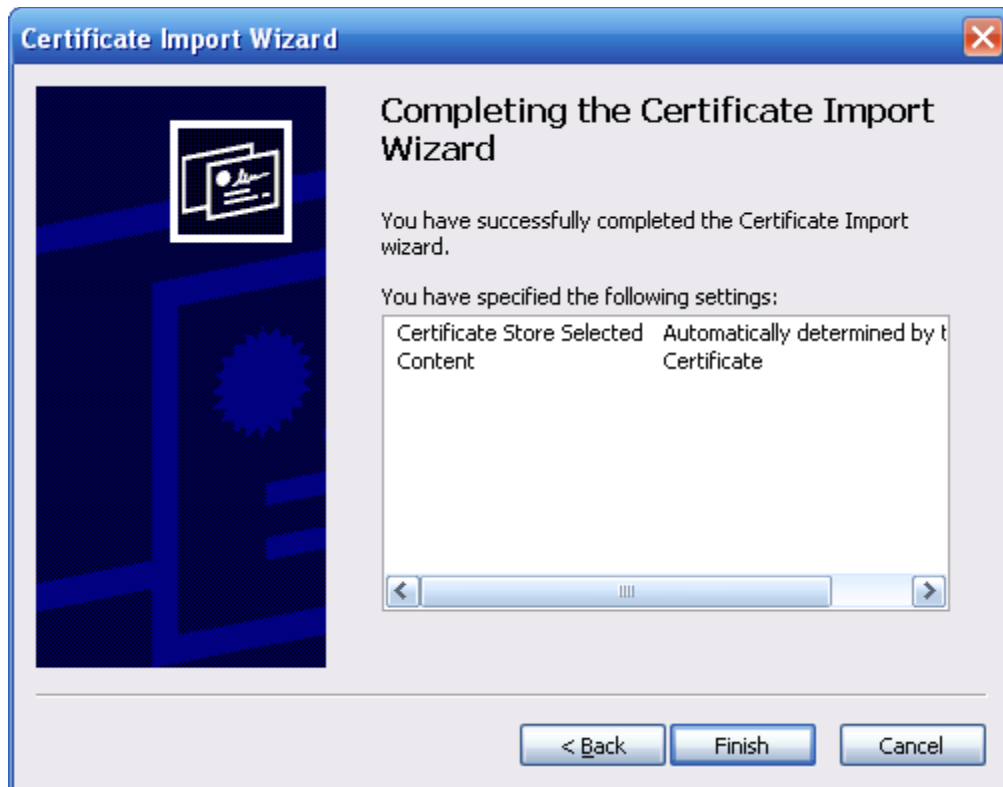 Certificate Import Wizard
Completing the Certificate Import
Wizard
You have successfully completed the Certificate Import
wizard.
You have specified the following settings:
Certificate Store Selected Automatically determined by t
Content Certificate
< Back Finish Cancel